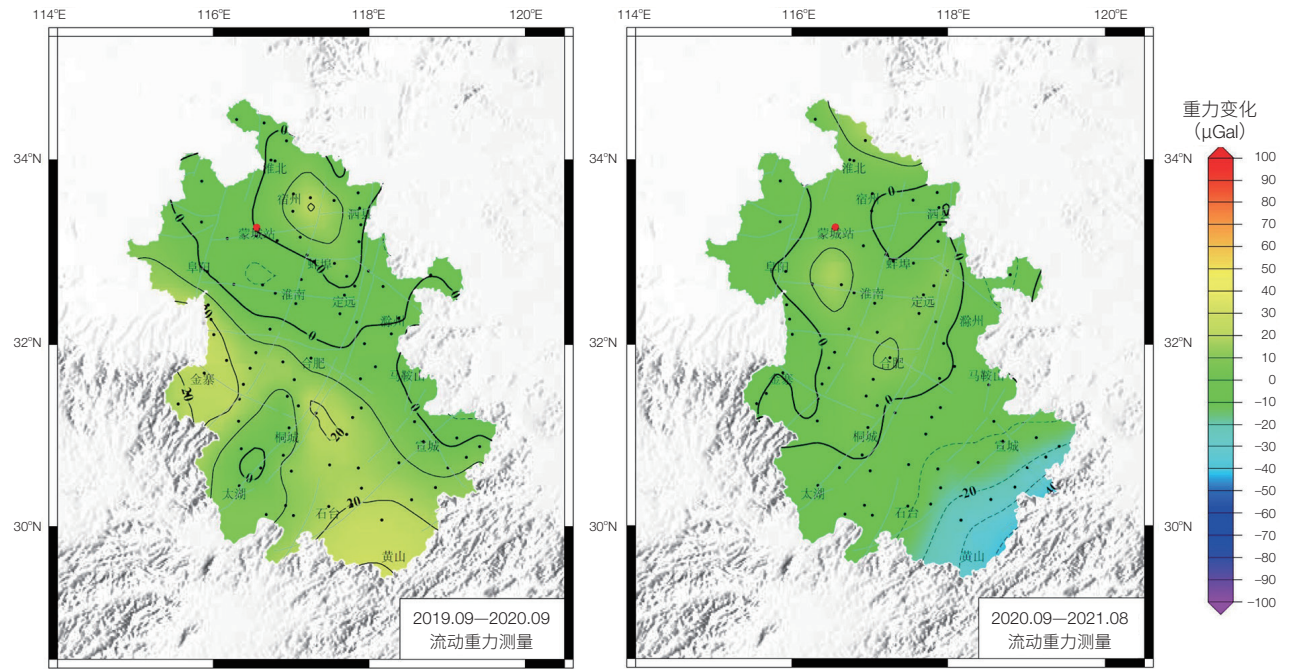 114°E
116°E
118°E
120°E
34°N
32°N
30°N
淮北
宿州
泗县
蒙城站
阜阳
蚌埠
淮南
定远
滁州
合肥
马鞍山
金寨
桐城
宣城
太湖
石台
黄山
0
0
0
0
0
0
0
20
20
20
2019.09—2020.09
流动重力测量
114°E
116°E
118°E
120°E
34°N
32°N
30°N
淮北
宿州
泗县
蒙城站
阜阳
蚌埠
淮南
定远
滁州
合肥
马鞍山
金寨
桐城
宣城
太湖
石台
黄山
0
0
0
-20
2020.09—2021.08
流动重力测量
重力变化
(μGal)
100
90
80
70
60
50
40
30
20
10
0
−10
−20
−30
−40
−50
−60
−70
−80
−90
−100